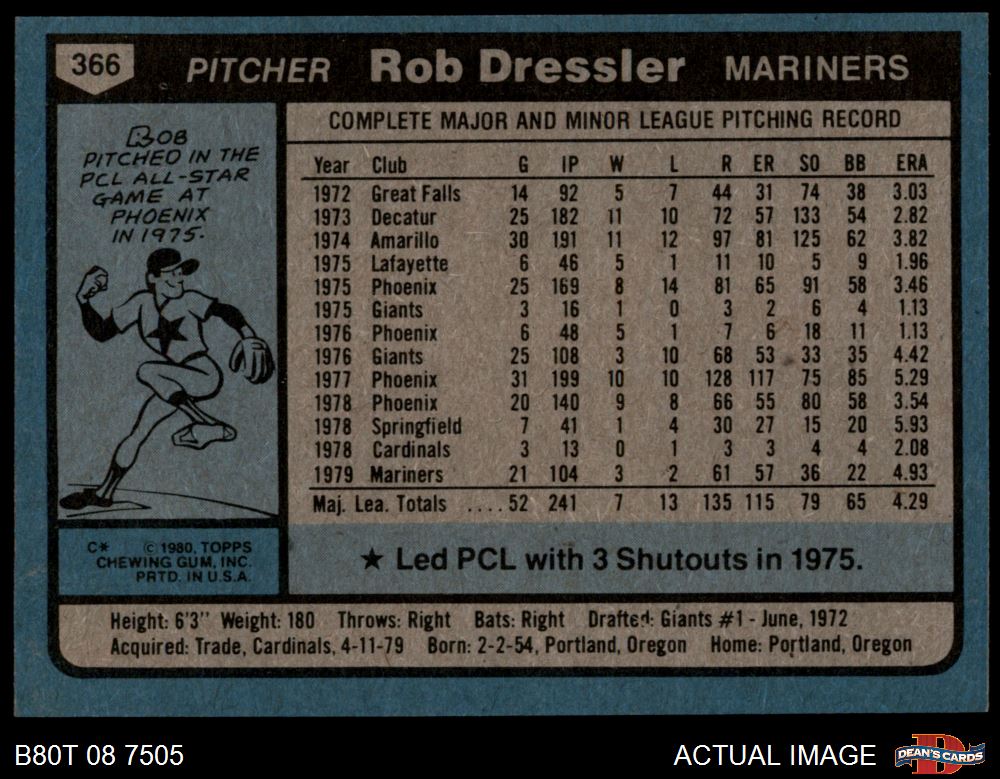 366 PITCHER Rob Dressler MARINERS
BOB
PITCHED IN THE
PCL ALL-STAR
GAME AT
PHOENIX
IN 1975.
COMPLETE MAJOR AND MINOR LEAGUE PITCHING RECORD
Year Club G IP W L R ER SO BB ERA
1972 Great Falls 14 92 5 7 44 31 74 38 3.03
1973 Decatur 25 182 11 10 72 57 133 54 2.82
1974 Amarillo 30 191 11 12 97 81 125 62 3.82
1975 Lafayette 6 46 5 1 11 10 5 9 1.96
1975 Phoenix 25 169 8 14 81 65 91 58 3.46
1975 Giants 3 16 1 0 3 2 6 4 1.13
1976 Phoenix 6 48 5 1 7 6 18 11 1.13
1976 Giants 25 108 3 10 68 53 33 35 4.42
1977 Phoenix 31 199 10 10 128 117 75 85 5.29
1978 Phoenix 20 140 9 8 66 55 80 58 3.54
1978 Springfield 7 41 1 4 30 27 15 20 5.93
1978 Cardinals 3 13 0 1 3 3 4 4 2.08
1979 Mariners 21 104 3 2 61 57 36 22 4.93
Maj. Lea. Totals ....52 241 7 13 135 115 79 65 4.29
★ Led PCL with 3 Shutouts in 1975.
C* © 1980, TOPPS
CHEWING GUM, INC.
PRTD. IN U.S.A.
Height: 6'3" Weight: 180 Throws: Right Bats: Right Drafted: Giants #1 - June, 1972
Acquired: Trade, Cardinals, 4-11-79 Born: 2-2-54, Portland, Oregon Home: Portland, Oregon
B80T 08 7505 ACTUAL IMAGE DEAN'S CARDS